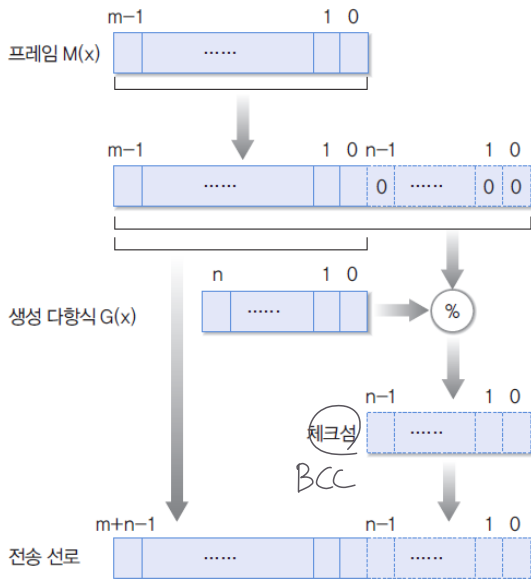 m-1 1 0
프레임 M(x) ······
m-1 1 0 n-1 1 0
······ 0 ······ 0 0
n 1 0
생성 다항식 G(x) ······ %
n-1 1 0
체크섬 ······
BCC
m+n-1 n-1 1 0
전송 선로 ······ ······